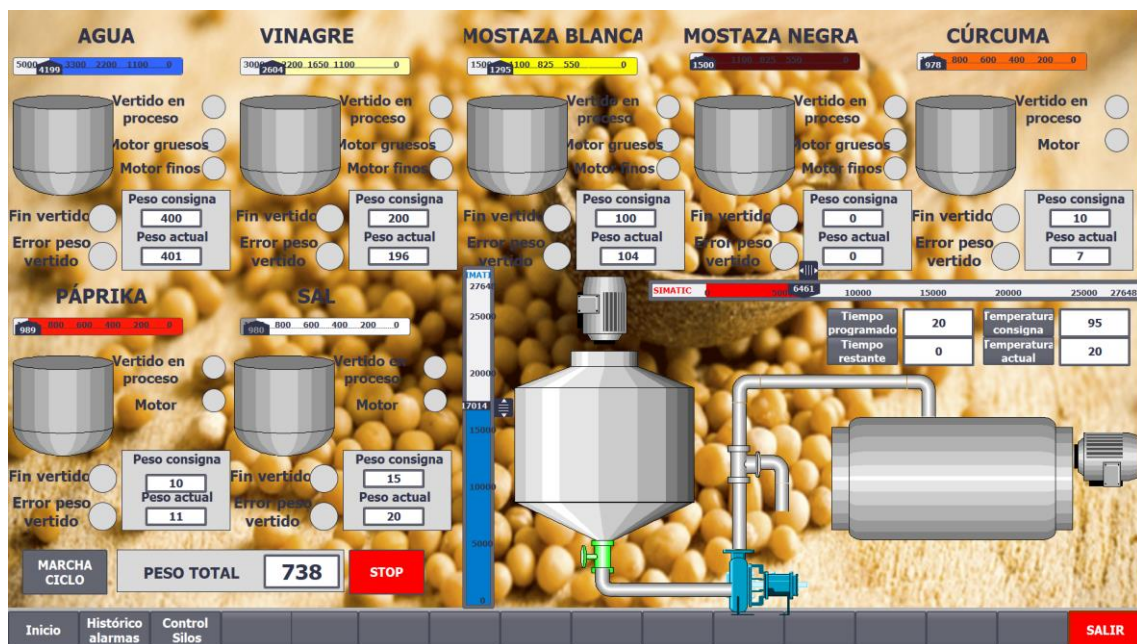 AGUA
VINAGRE
MOSTAZA BLANCA
MOSTAZA NEGRA
CÚRCUMA
5000 3300 2200 1100 0
4199
3000 2200 1650 1100 0
2604
1500 1100 825 550 0
1295
1100 825 550 0
1500
800 600 400 200 0
978
Vertido en
proceso
Motor gruesos
Motor finos
Fin vertido
Error peso
vertido
Peso consigna
400
Peso actual
401
Vertido en
proceso
Motor gruesos
Motor finos
Fin vertido
Error peso
vertido
Peso consigna
200
Peso actual
196
Vertido en
proceso
Motor gruesos
Motor finos
Fin vertido
Error peso
vertido
Peso consigna
100
Peso actual
104
Vertido en
proceso
Motor gruesos
Motor finos
Fin vertido
Error peso
vertido
Peso consigna
0
Peso actual
0
Vertido en
proceso
Motor
Fin vertido
Error peso
vertido
Peso consigna
10
Peso actual
7
PÁPRIKA
SAL
800 600 400 200 0
989
800 600 400 200 0
980
Vertido en
proceso
Motor
Fin vertido
Error peso
vertido
Peso consigna
10
Peso actual
11
Vertido en
proceso
Motor
Fin vertido
Error peso
vertido
Peso consigna
15
Peso actual
20
27648
25000
20000
17014
15000
10000
5000
0
SIMATIC 0 6461 10000 15000 20000 25000 27648
Tiempo
programado
20
Temperatura
consigna
95
Tiempo
restante
0
Temperatura
actual
20
MARCHA
CICLO
PESO TOTAL
738
STOP
Inicio
Histórico
alarmas
Control
Silos
SALIR